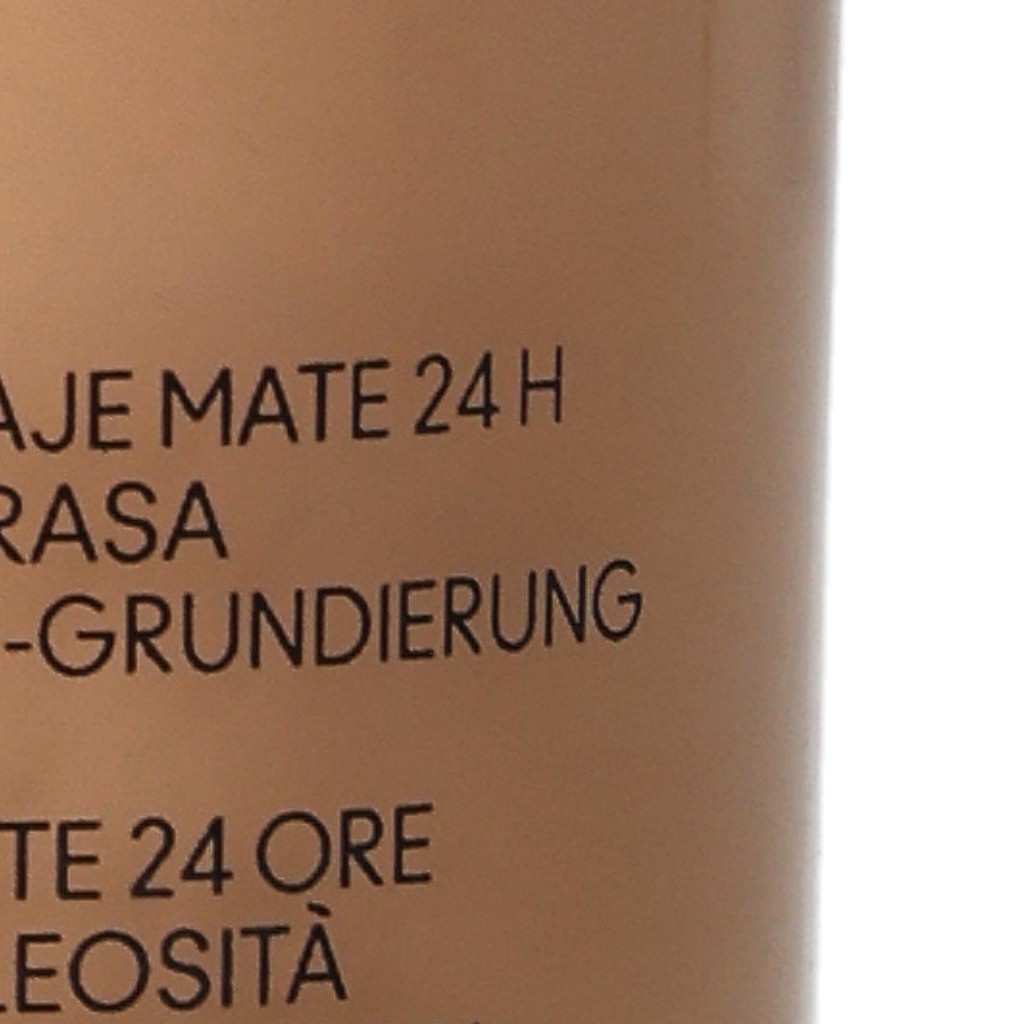 AJE MATE 24 H
RASA
-GRUNDIERUNG
TE 24 ORE
LEOSITÀ